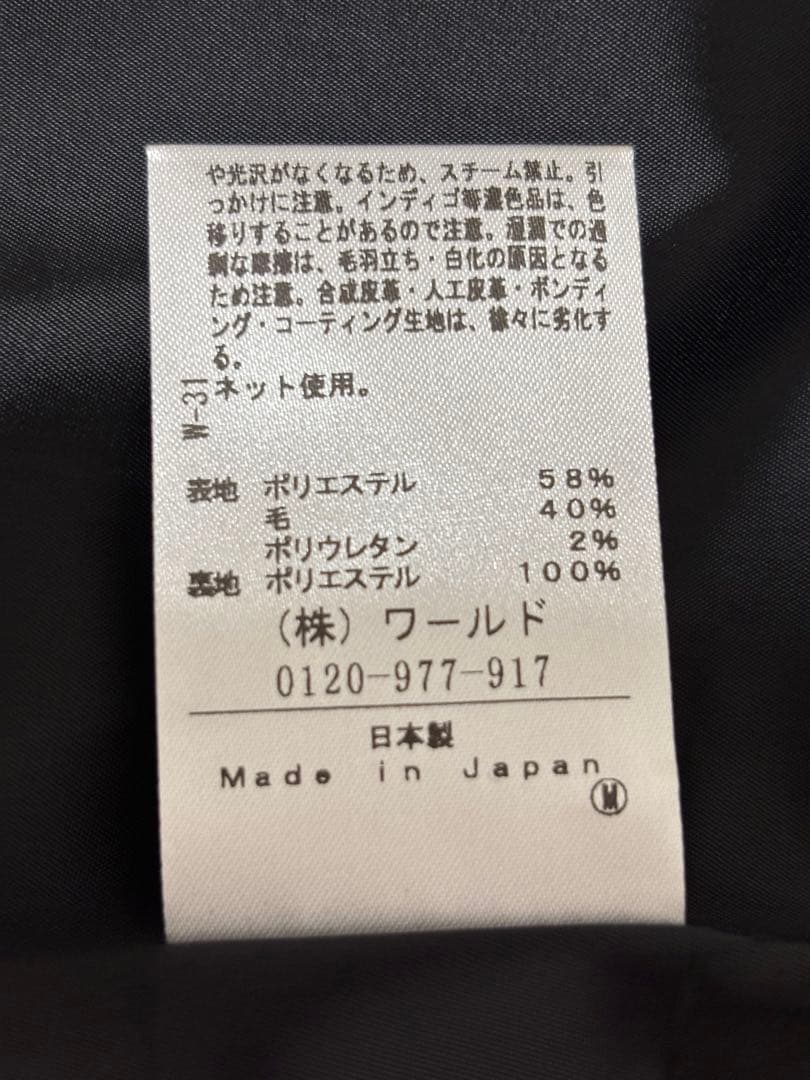 や光沢がなくなるため、スチーム禁止。引
っかけに注意。インディゴ等濃色品は、色
移りすることがあるので注意。湿潤での過
剰な摩擦は、毛羽立ち・白化の原因となる
ため注意。合成皮革・人工皮革・ボンディ
ング・コーティング生地は、徐々に劣化す
る。
ネット使用。
W-31
表地 ポリエステル 58%
毛 40%
ポリウレタン 2%
裏地 ポリエステル 100%
(株) ワールド
0120-977-917
日本製
Made in Japan
M